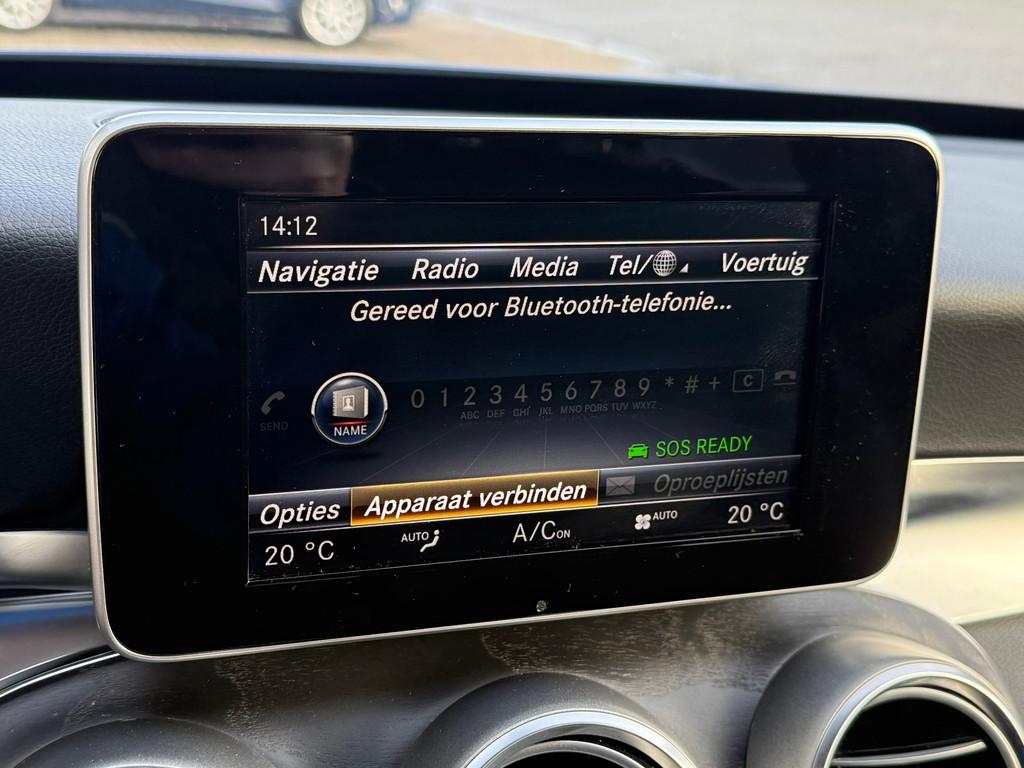 14:12
Navigatie Radio Media Tel/ Voertuig
Gereed voor Bluetooth-telefonie...
0 1 2 3 4 5 6 7 8 9 * # + C
SEND ABC DEF GHI JKL MNO PQRS TUV WXYZ
NAME
SOS READY
Opties Apparaat verbinden Oproeplijsten
20 °C AUTO A/C ON AUTO 20 °C